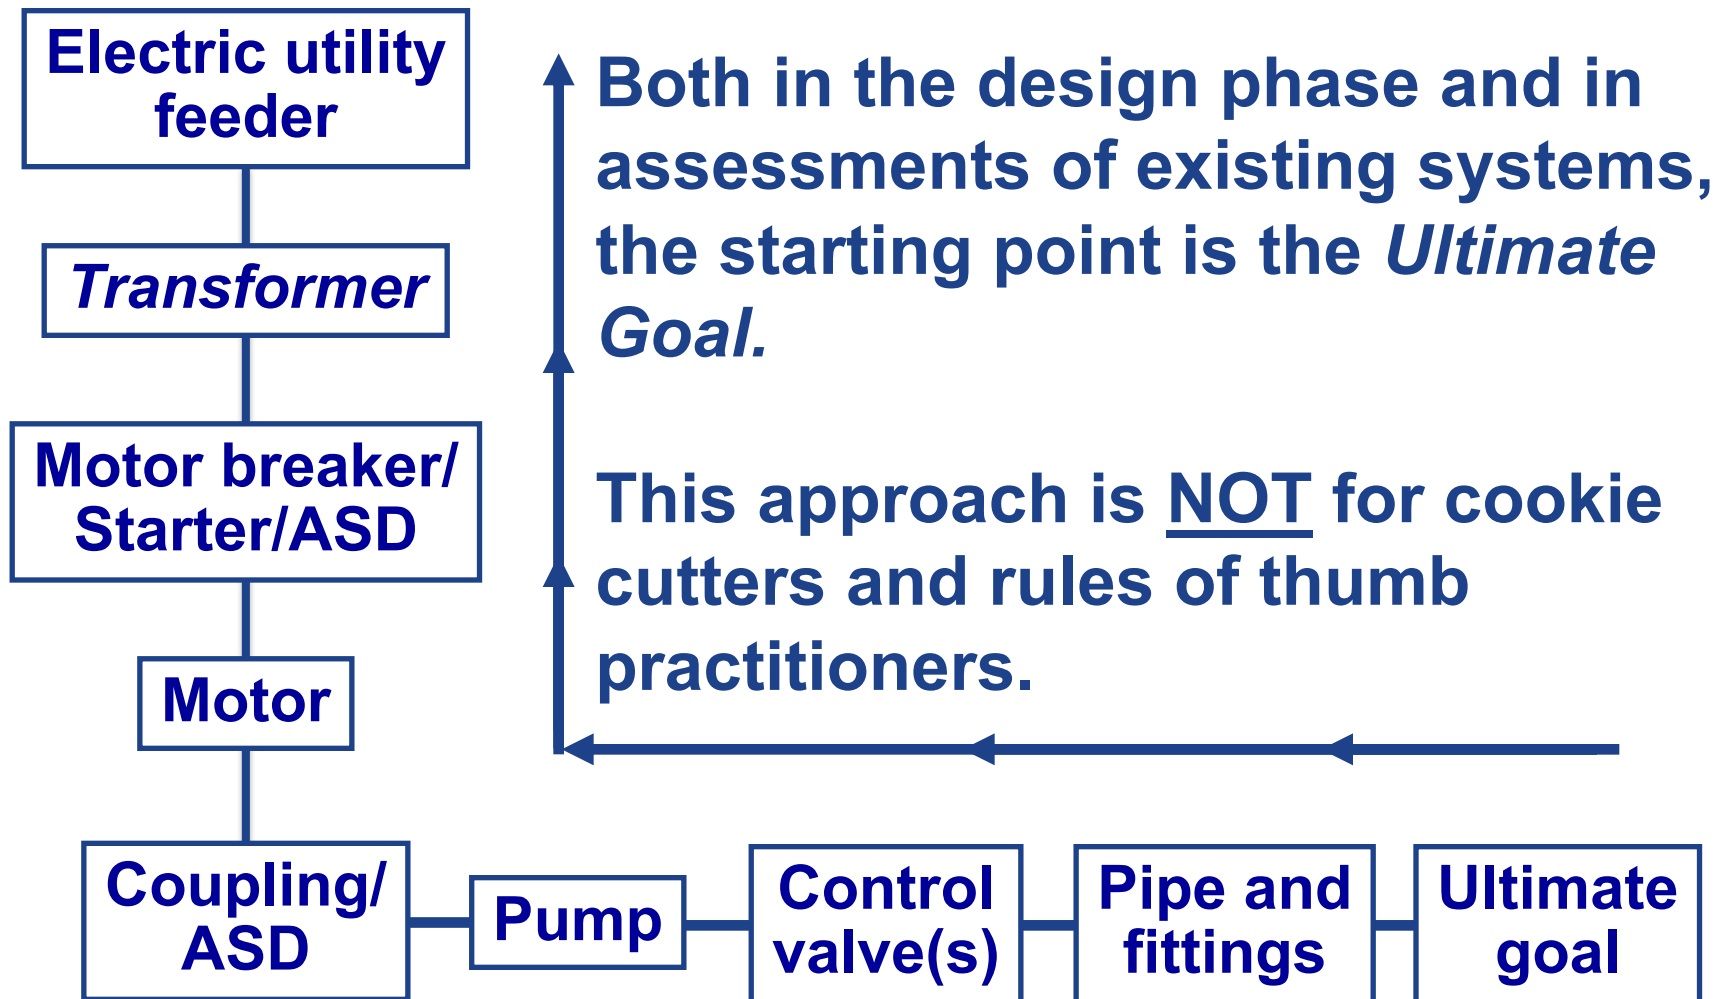 Electric utility
feeder
Transformer
Motor breaker/
Starter/ASD
Motor
Coupling/
ASD
Pump
Control
valve(s)
Pipe and
fittings
Ultimate
goal
Both in the design phase and in
assessments of existing systems,
the starting point is the Ultimate
Goal.
This approach is NOT for cookie
cutters and rules of thumb
practitioners.